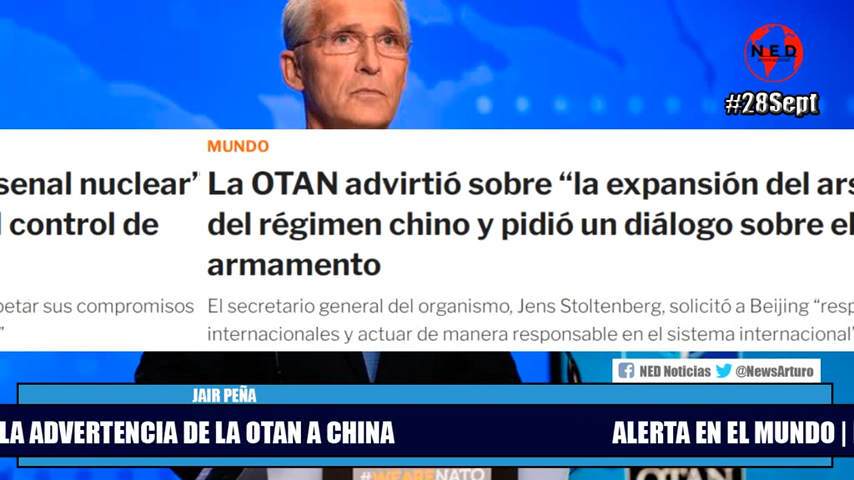 NED
#28Sept
MUNDO
senal nuclear” La OTAN advirtió sobre “la expansión del ars
control de del régimen chino y pidió un diálogo sobre el
armamento
petar sus compromisos El secretario general del organismo, Jens Stoltenberg, solicitó a Beijing “resp
” internacionales y actuar de manera responsable en el sistema internacional”
NED Noticias @NewsArturo
JAIR PEÑA
LA ADVERTENCIA DE LA OTAN A CHINA ALERTA EN EL MUNDO |
#WEARENATO
OTAN